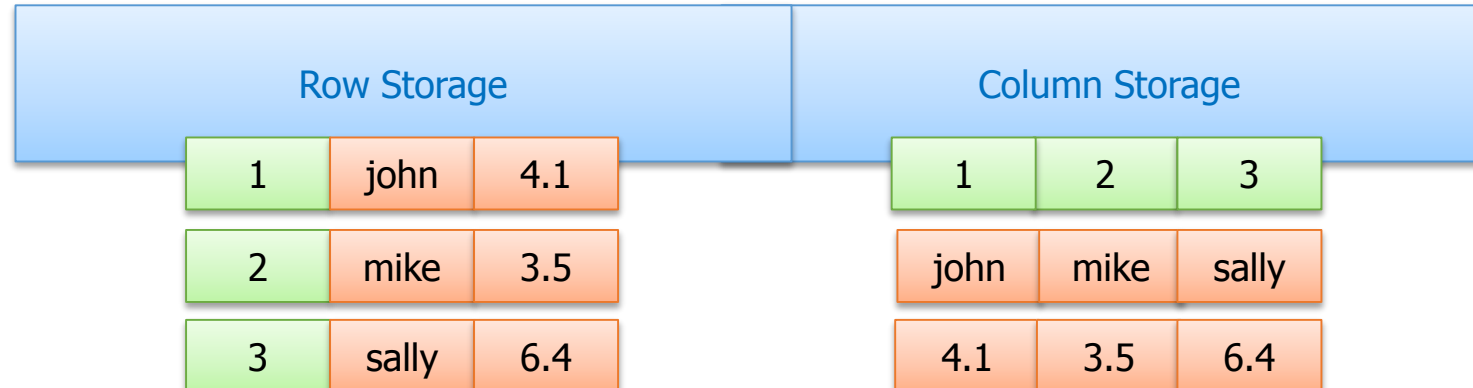 Row Storage
1 john 4.1
2 mike 3.5
3 sally 6.4
Column Storage
1 2 3
john mike sally
4.1 3.5 6.4